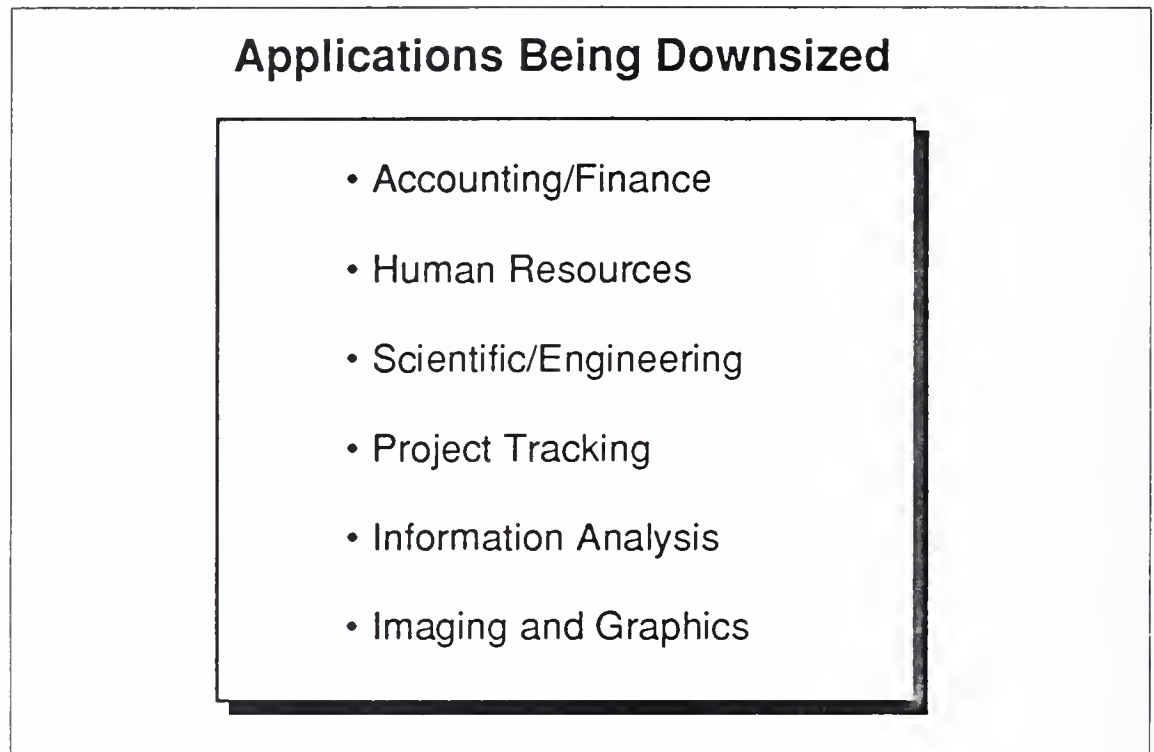 Applications Being Downsized
• Accounting/Finance
• Human Resources
• Scientific/Engineering
• Project Tracking
• Information Analysis
• Imaging and Graphics